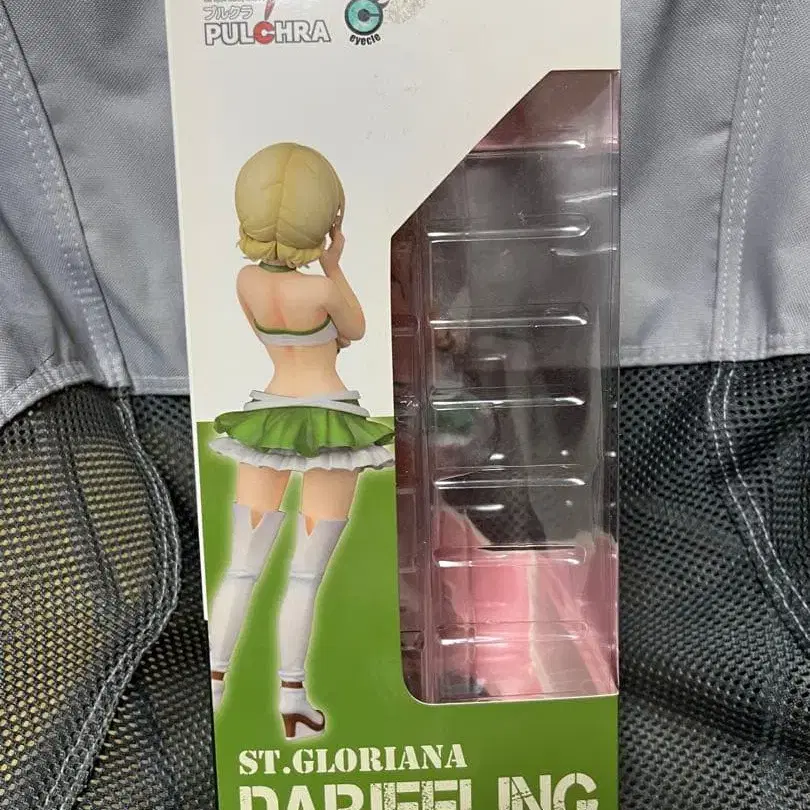 プルクラ
PULCHRA
eyecle
ST.GLORIANA
DARJEELING